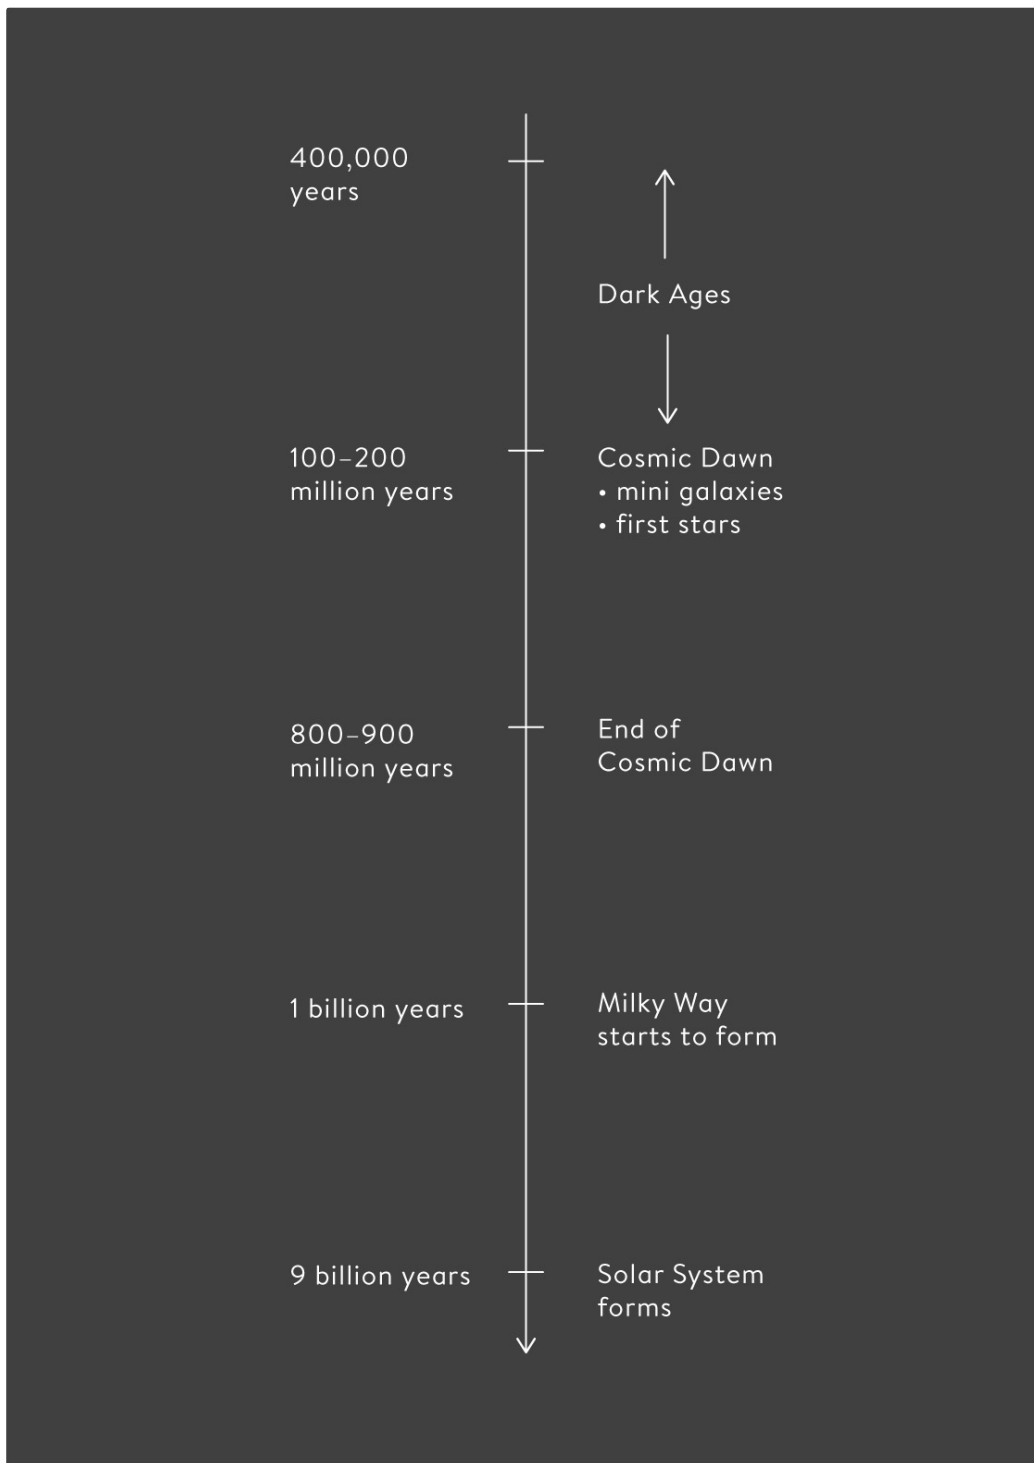 400,000
years
Dark Ages
100–200
million years
Cosmic Dawn
• mini galaxies
• first stars
800–900
million years
End of
Cosmic Dawn
1 billion years
Milky Way
starts to form
9 billion years
Solar System
forms